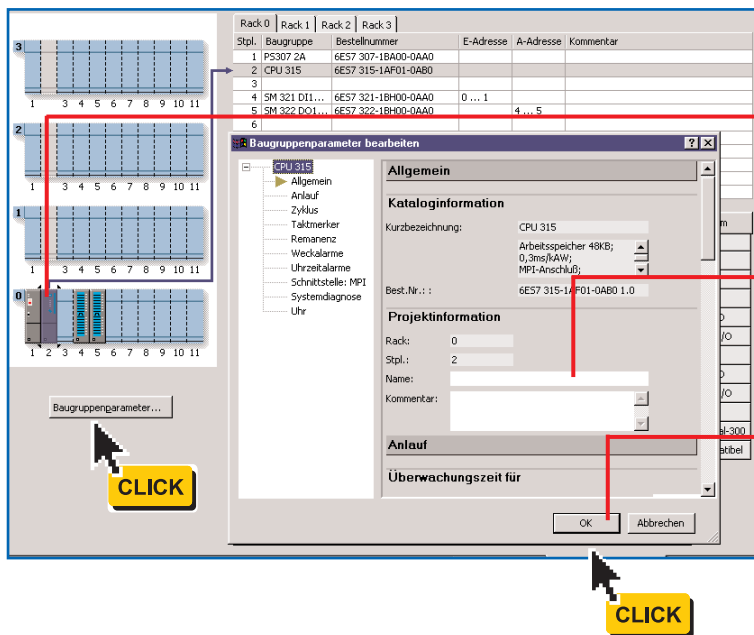 Rack 0 Rack 1 Rack 2 Rack 3
Stpl. Baugruppe Bestellnummer E-Adresse A-Adresse Kommentar
1 PS307 2A 6ES7 307-1BA00-0AA0
2 CPU 315 6ES7 315-1AF01-0AB0
3
4 SM 321 DI1... 6ES7 321-1BH00-0AA0 0 ... 1
5 SM 322 DO1... 6ES7 322-1BH00-0AA0 4 ... 5
6
3
1 3 4 5 6 7 8 9 10 11
2
1 3 4 5 6 7 8 9 10 11
1
1 3 4 5 6 7 8 9 10 11
0
1 2 3 4 5 6 7 8 9 10 11
Baugruppenparameter...
CLICK
Baugruppenparameter bearbeiten
CPU 315
Allgemein
Anlauf
Zyklus
Taktmerker
Remanenz
Weckalarme
Uhrzeitalarme
Schnittstelle: MPI
Systemdiagnose
Uhr
Allgemein
Kataloginformation
Kurzbezeichnung: CPU 315
Arbeitsspeicher 48KB;
0,3ms/kAW;
MPI-Anschluß;
Best.Nr.: : 6ES7 315-1AF01-0AB0 1.0
Projektinformation
Rack: 0
Stpl.: 2
Name:
Kommentar:
Anlauf
Überwachungszeit für
OK Abbrechen
m
/O
/O
al-300
atibel
CLICK